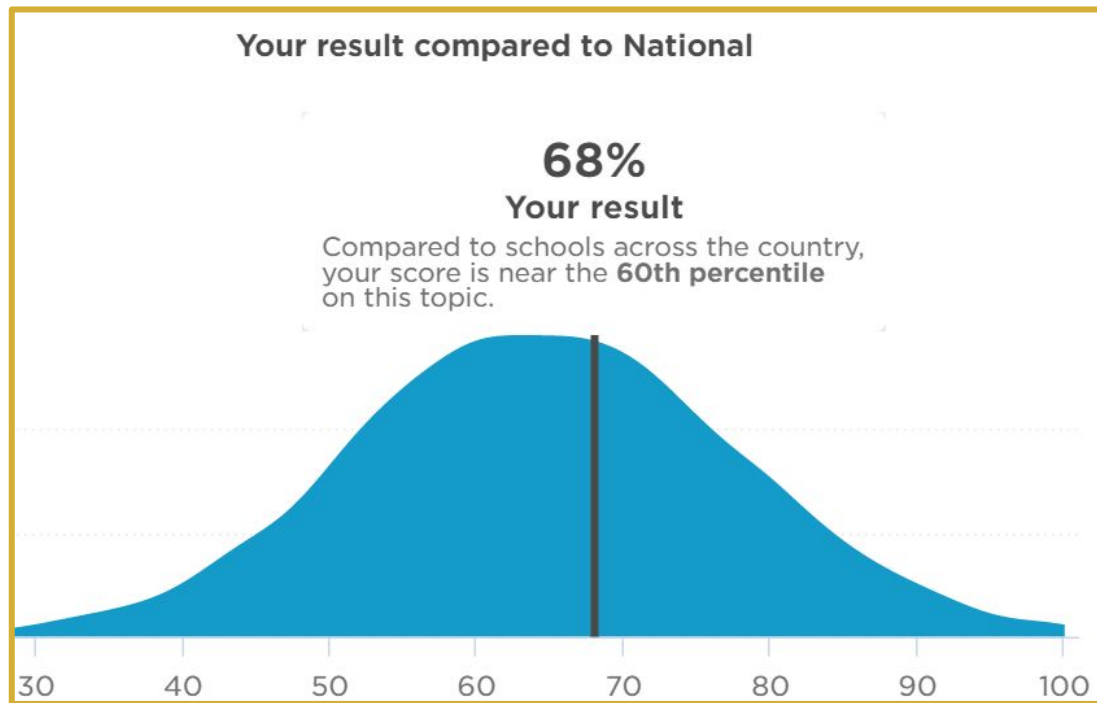 Your result compared to National
68%
Your result
Compared to schools across the country,
your score is near the 60th percentile
on this topic.
30 40 50 60 70 80 90 100